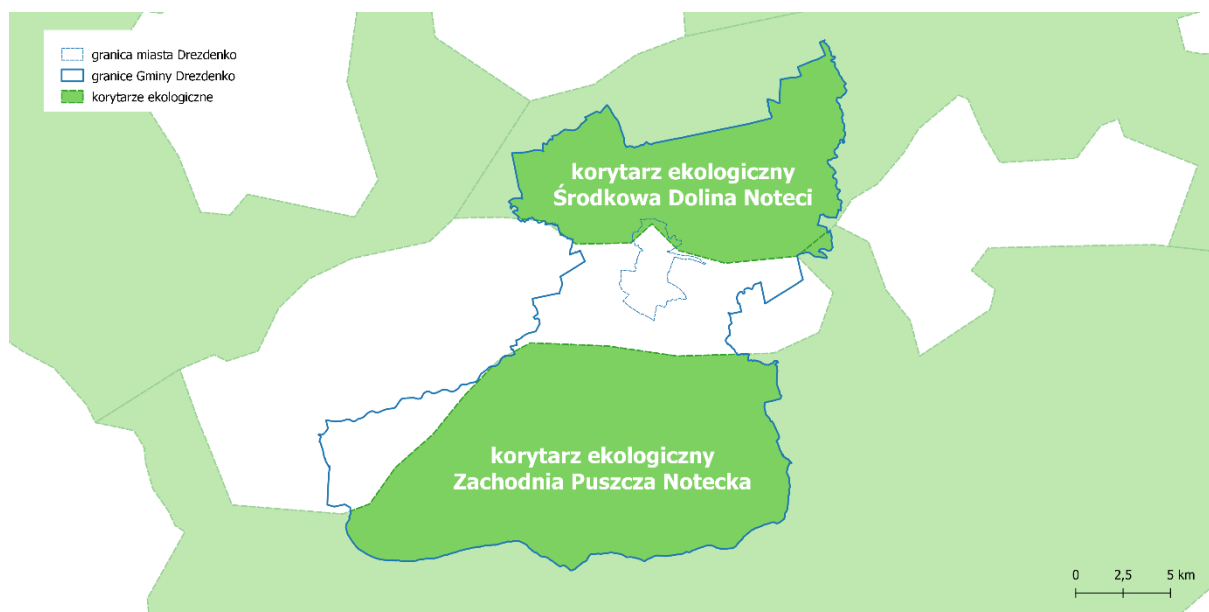 granica miasta Drezdenko
granice Gminy Drezdenko
korytarze ekologiczne
korytarz ekologiczny
Środkowa Dolina Noteci
korytarz ekologiczny
Zachodnia Puszcza Notecka
0 2,5 5 km